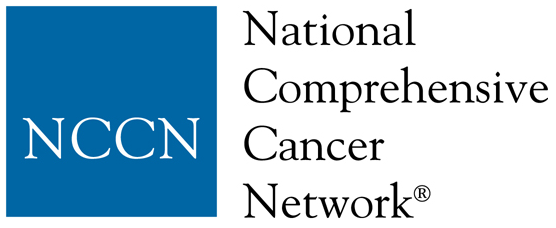 NCCN
National
Comprehensive
Cancer
Network®